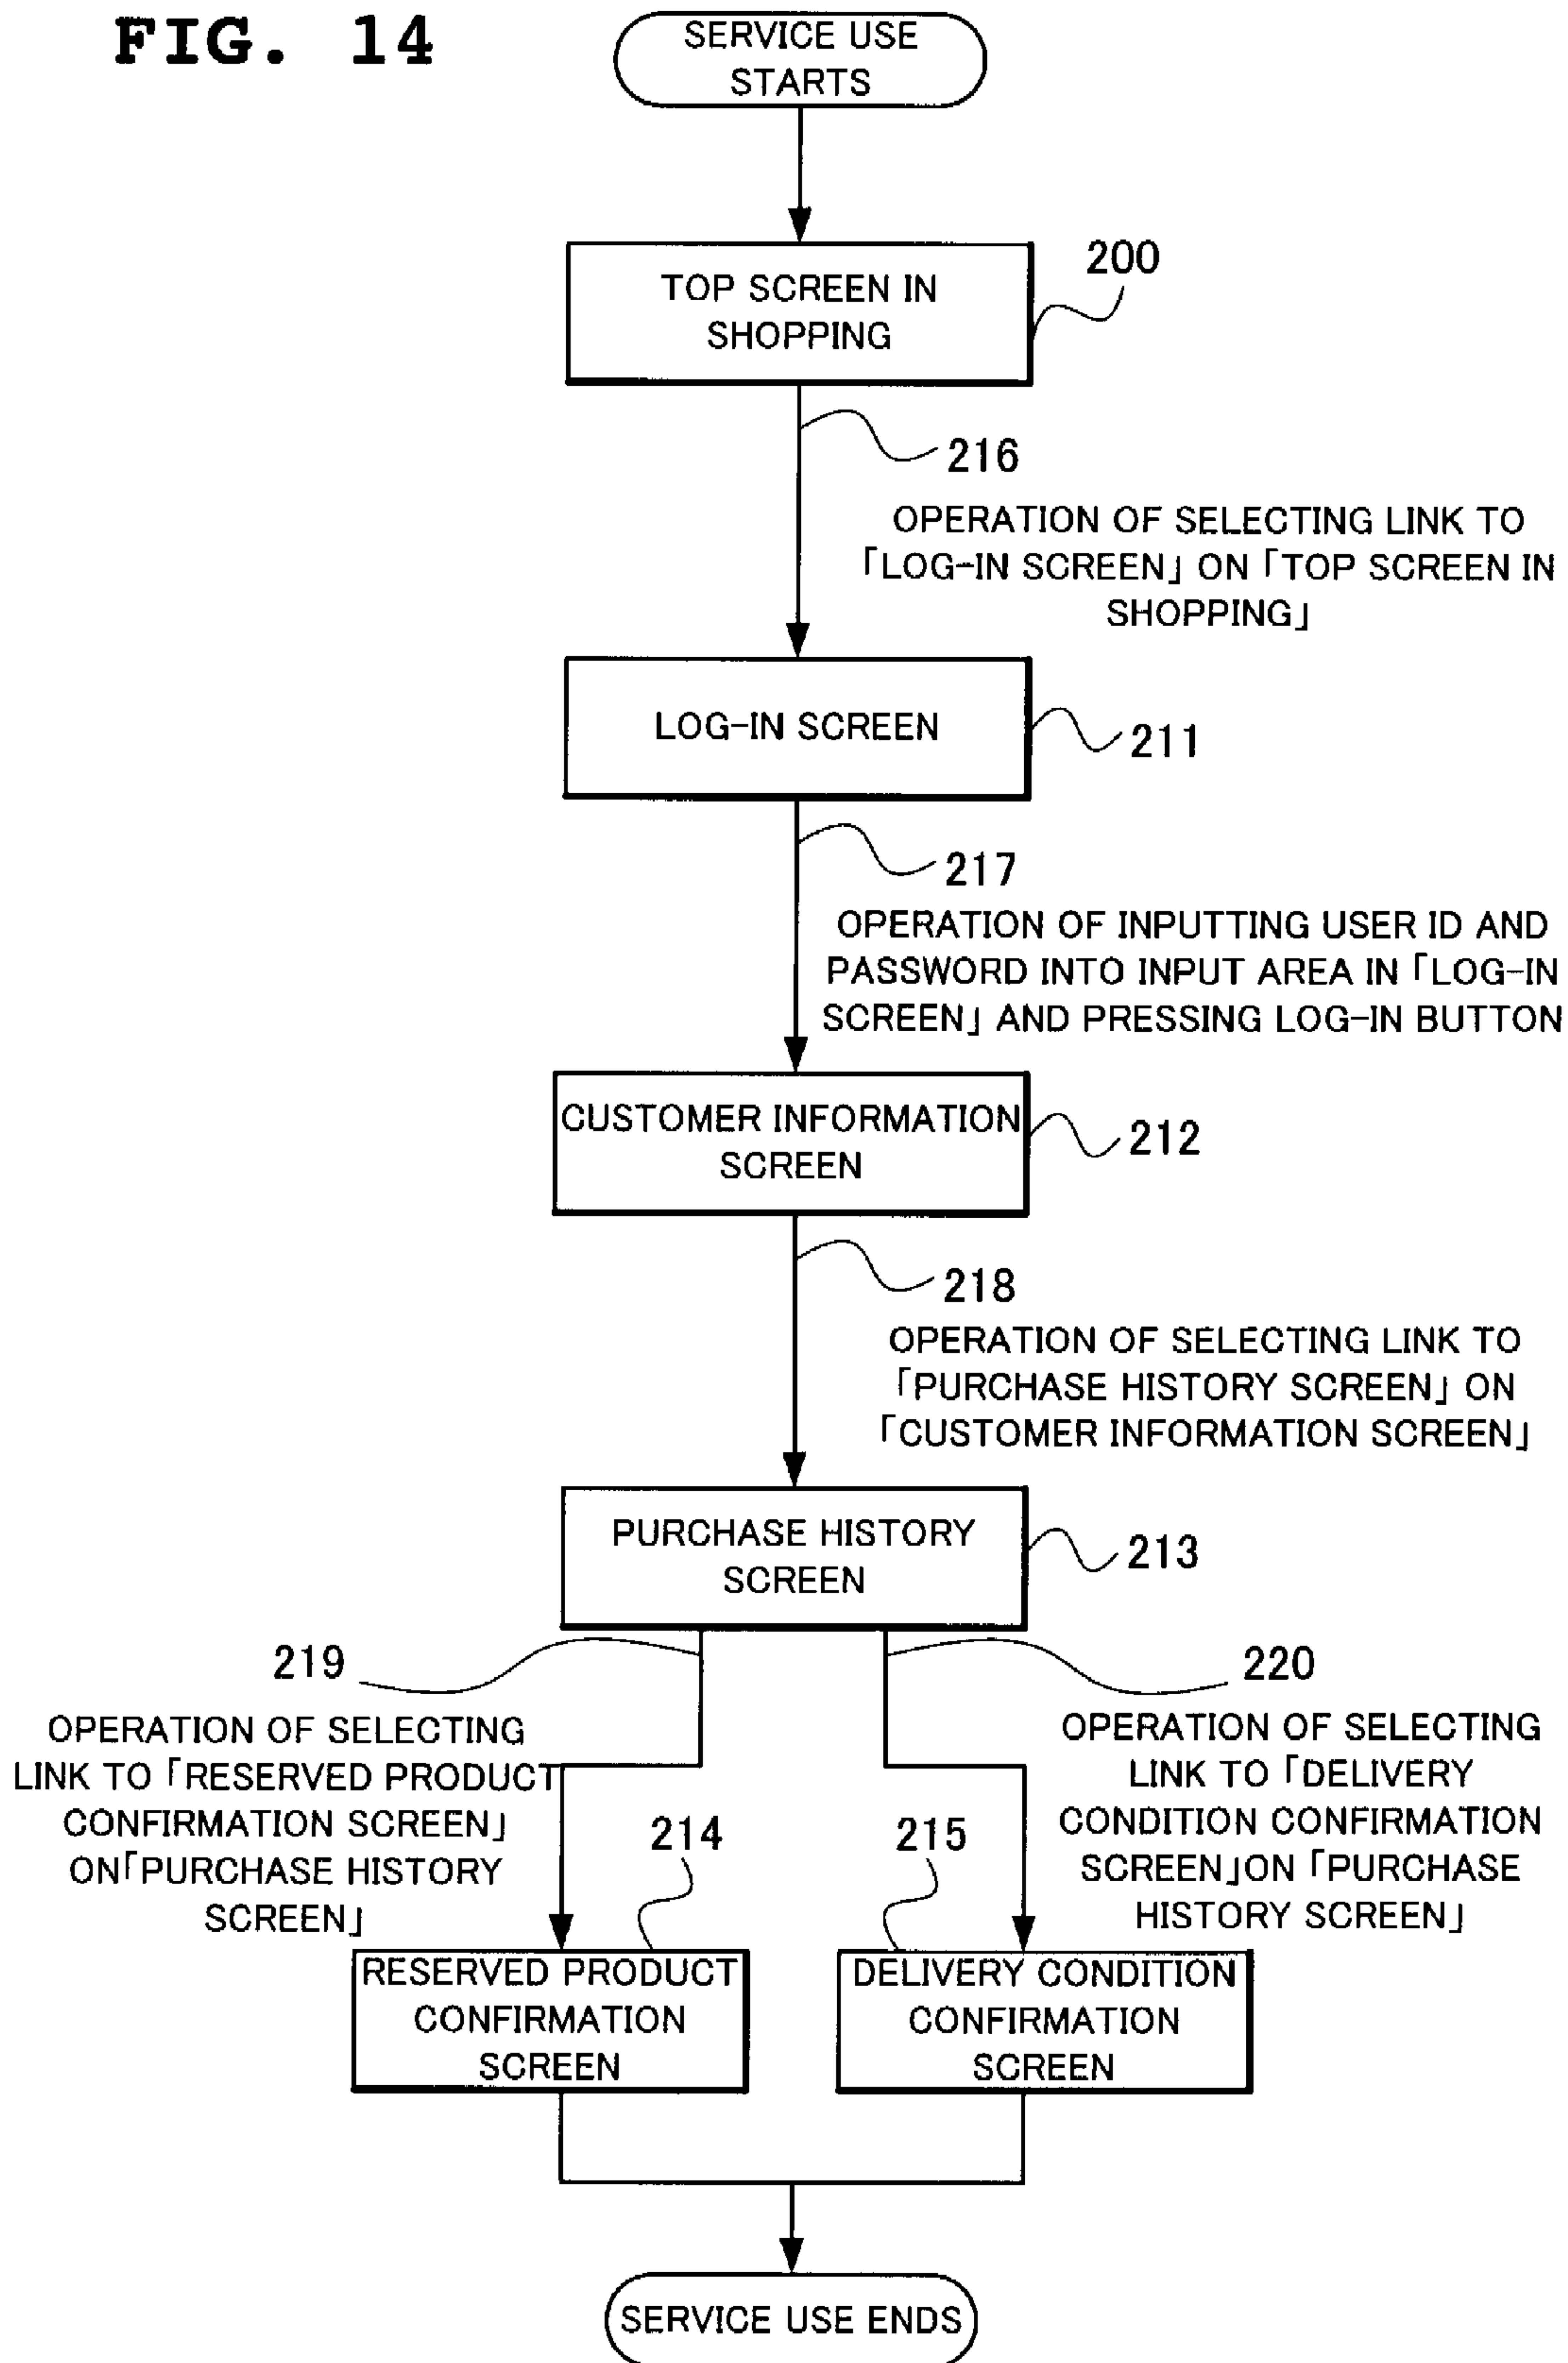 FIG. 14
SERVICE USE
STARTS
TOP SCREEN IN
SHOPPING
200
216
OPERATION OF SELECTING LINK TO
「LOG-IN SCREEN」 ON 「TOP SCREEN IN
SHOPPING」
LOG-IN SCREEN
211
217
OPERATION OF INPUTTING USER ID AND
PASSWORD INTO INPUT AREA IN 「LOG-IN
SCREEN」 AND PRESSING LOG-IN BUTTON
CUSTOMER INFORMATION
SCREEN
212
218
OPERATION OF SELECTING LINK TO
「PURCHASE HISTORY SCREEN」 ON
「CUSTOMER INFORMATION SCREEN」
PURCHASE HISTORY
SCREEN
213
219
OPERATION OF SELECTING
LINK TO 「RESERVED PRODUCT
CONFIRMATION SCREEN」
ON「PURCHASE HISTORY
SCREEN」
220
OPERATION OF SELECTING
LINK TO 「DELIVERY
CONDITION CONFIRMATION
SCREEN」ON 「PURCHASE
HISTORY SCREEN」
214
215
RESERVED PRODUCT
CONFIRMATION
SCREEN
DELIVERY CONDITION
CONFIRMATION
SCREEN
SERVICE USE ENDS